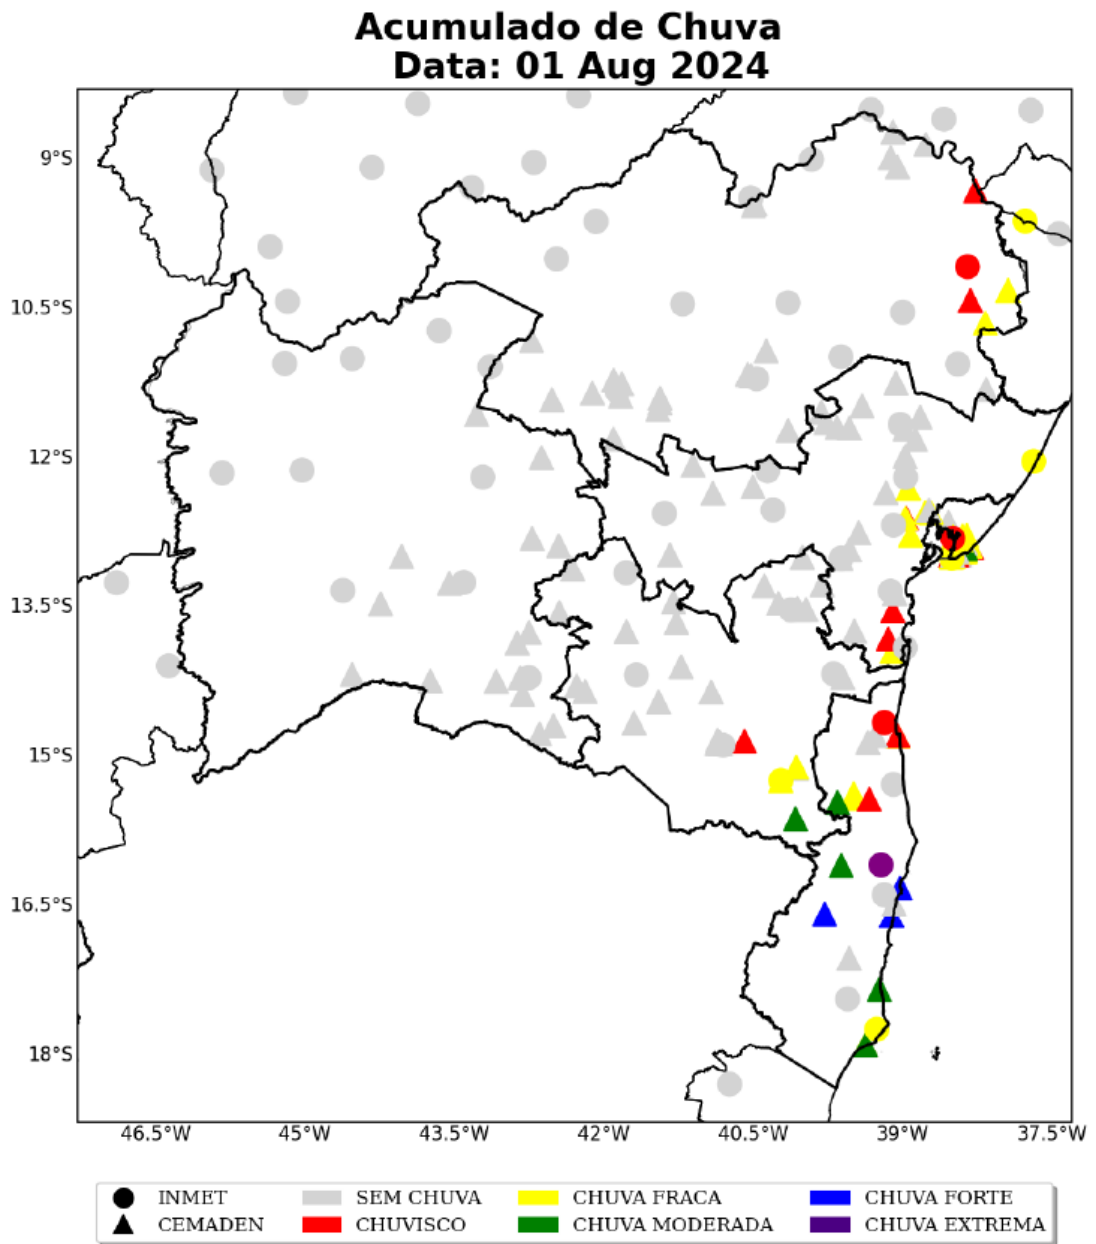 Acumulado de Chuva
Data: 01 Aug 2024
9°S
10.5°S
12°S
13.5°S
15°S
16.5°S
18°S
46.5°W 45°W 43.5°W 42°W 40.5°W 39°W 37.5°W
INMET SEM CHUVA CHUVA FRACA CHUVA FORTE
CEMADEN CHUVISCO CHUVA MODERADA CHUVA EXTREMA